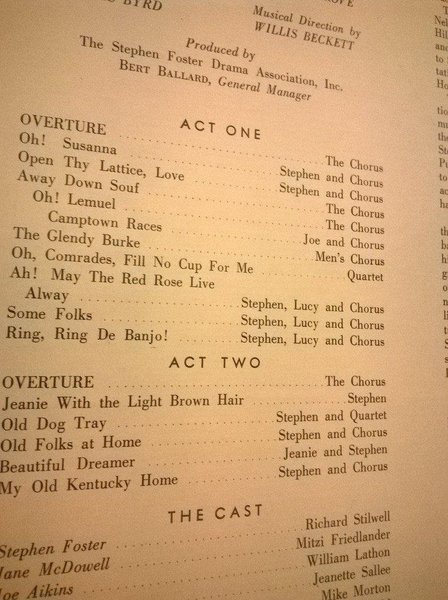 BYRD
Musical Direction by
WILLIS BECKETT
Produced by
The Stephen Foster Drama Association, Inc.
BERT BALLARD, General Manager
ACT ONE
OVERTURE The Chorus
Oh! Susanna Stephen and Chorus
Open Thy Lattice, Love Stephen and Chorus
Away Down Souf The Chorus
Oh! Lemuel The Chorus
Camptown Races Joe and Chorus
The Glendy Burke Men's Chorus
Oh, Comrades, Fill No Cup For Me Quartet
Ah! May The Red Rose Live
Alway Stephen, Lucy and Chorus
Some Folks Stephen, Lucy and Chorus
Ring, Ring De Banjo! Stephen, Lucy and Chorus
ACT TWO
OVERTURE The Chorus
Jeanie With the Light Brown Hair Stephen
Old Dog Tray Stephen and Quartet
Old Folks at Home Stephen and Chorus
Beautiful Dreamer Jeanie and Stephen
My Old Kentucky Home Stephen and Chorus
THE CAST
Stephen Foster Richard Stilwell
Jane McDowell Mitzi Friedlander
Joe Aikins William Lathon
Jeanette Sallee
Mike Morton